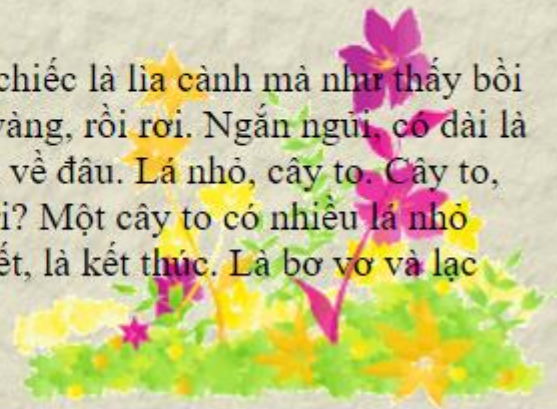 chiếc là lìa cành mà như thấy bồi
vàng, rồi rơi. Ngắn ngủi, có dài là
về đâu. Lá nhỏ, cây to. Cây to,
i? Một cây to có nhiều lá nhỏ
ết, là kết thúc. Là bơ vơ và lạc